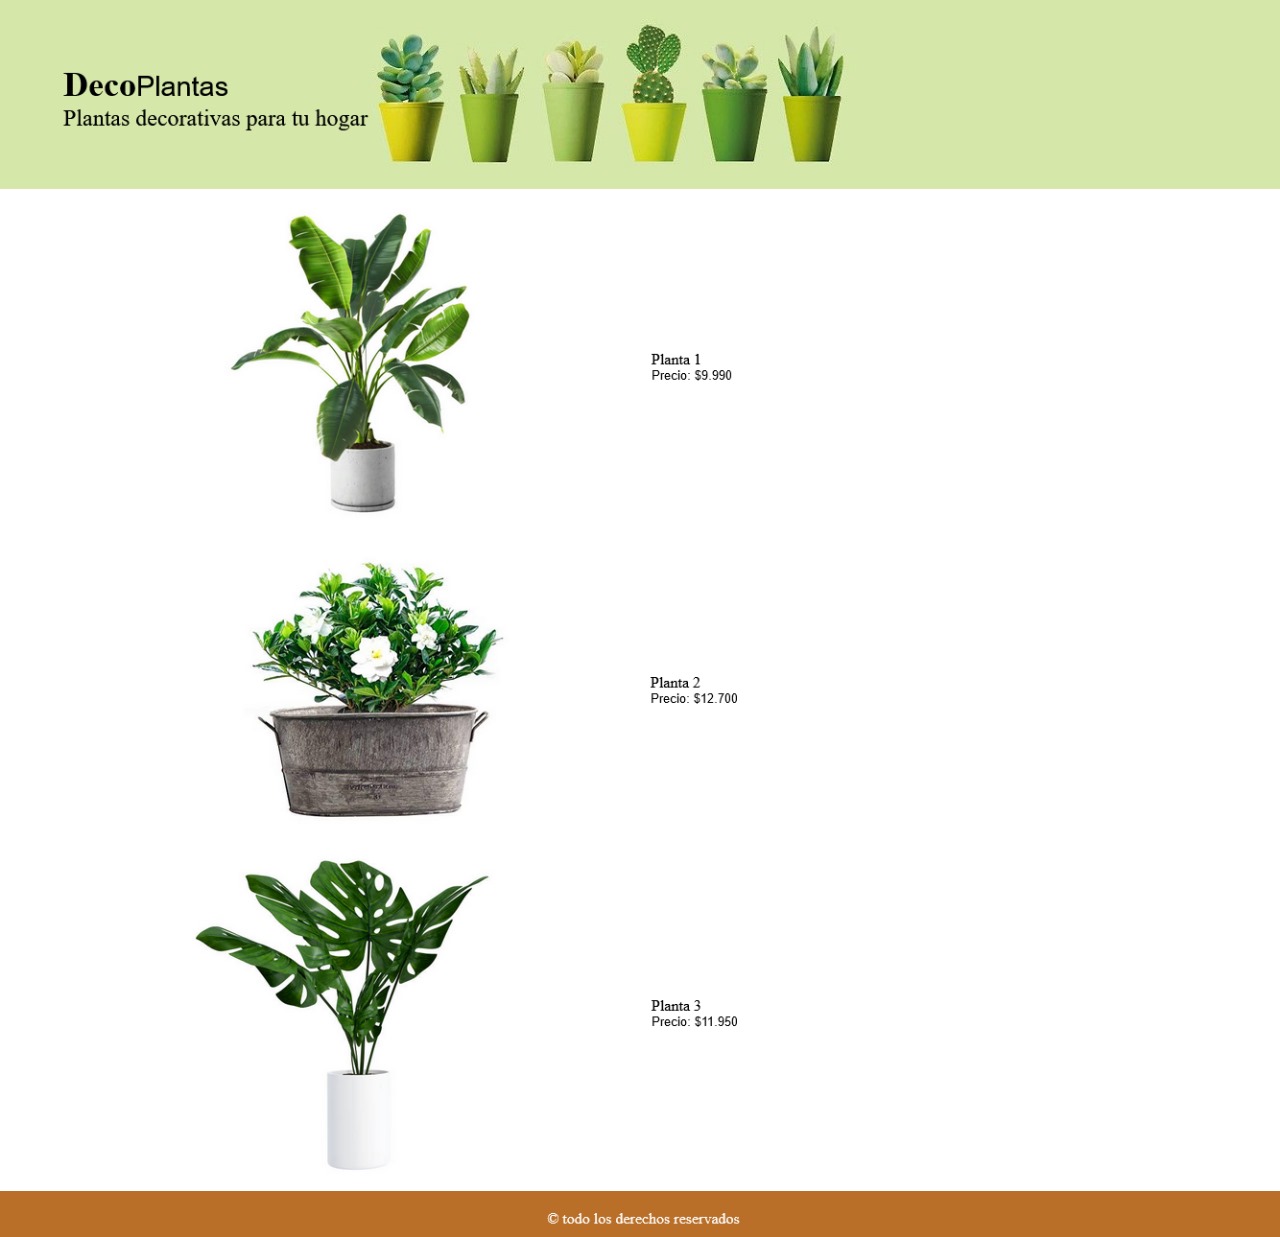 DecoPlantas
Plantas decorativas para tu hogar
Planta 1
Precio: $9.990
Planta 2
Precio: $12.700
Planta 3
Precio: $11.950
© todo los derechos reservados